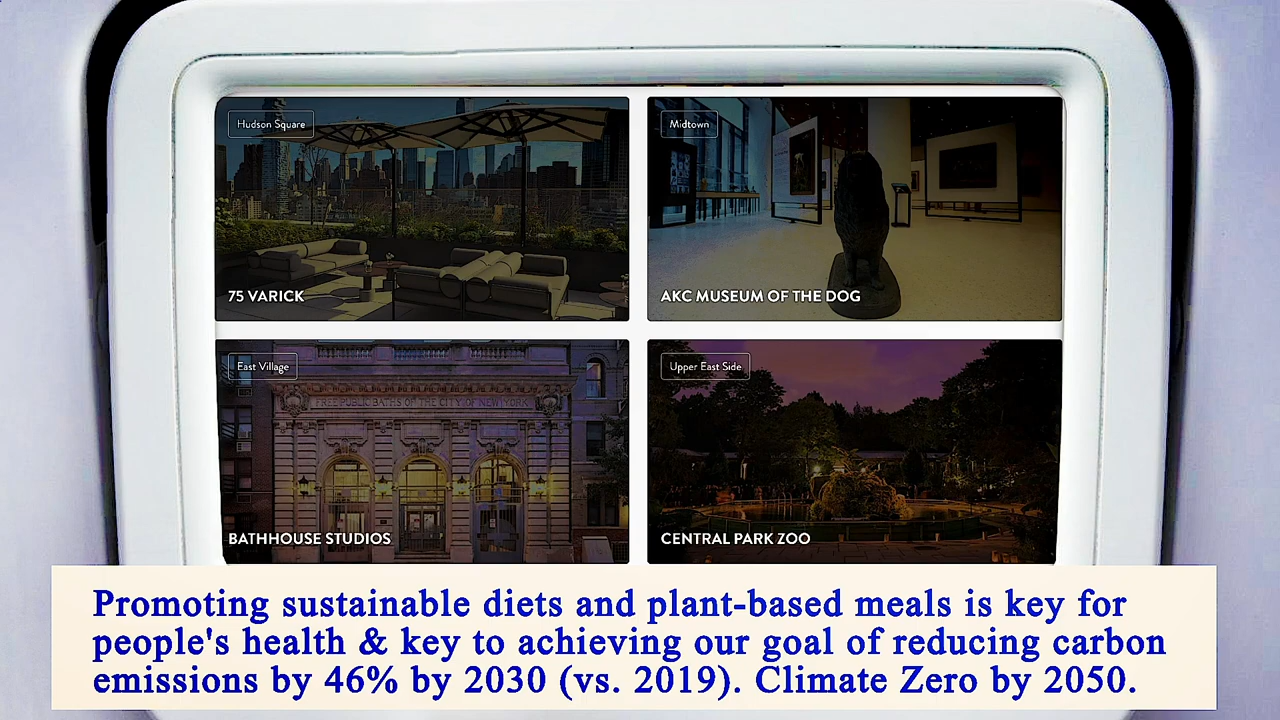 Hudson Square
75 VARICK
Midtown
AKC MUSEUM OF THE DOG
East Village
FREE PUBLIC BATHS OF THE CITY OF NEW YORK
BATHHOUSE STUDIOS
Upper East Side
CENTRAL PARK ZOO
Promoting sustainable diets and plant-based meals is key for
people's health & key to achieving our goal of reducing carbon
emissions by 46% by 2030 (vs. 2019). Climate Zero by 2050.